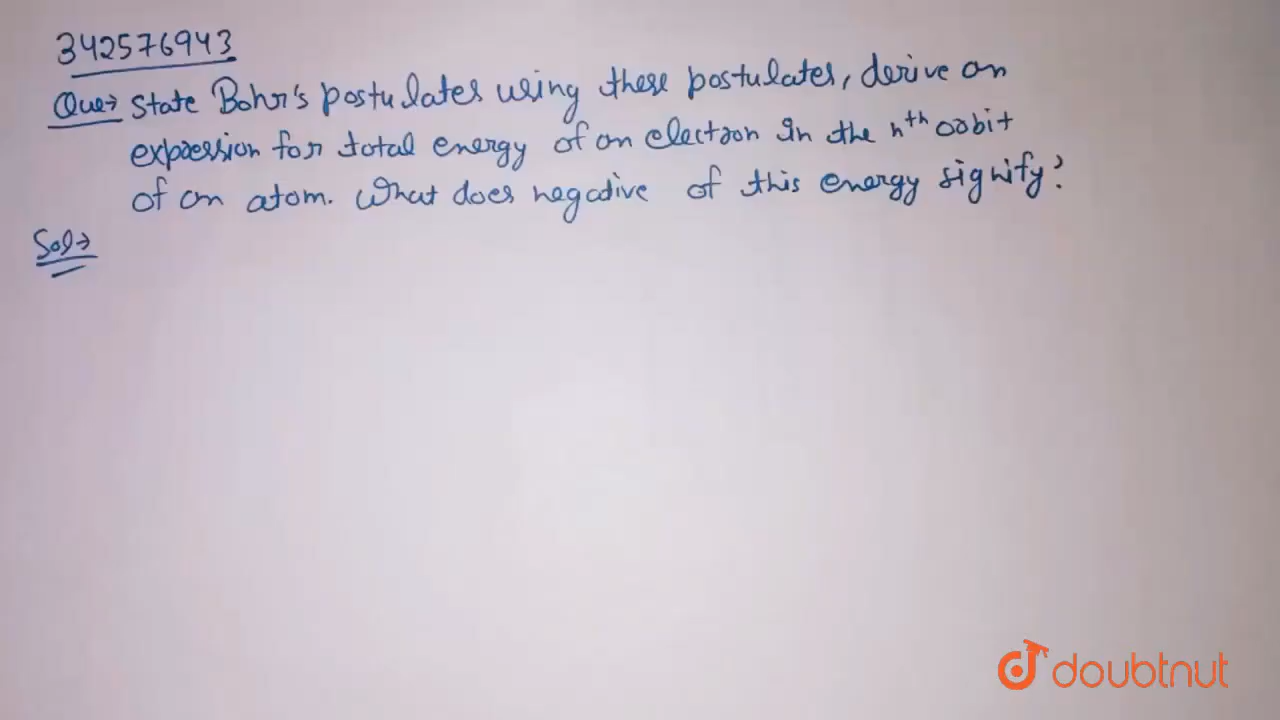 342576943
Que→ State Bohr's postulates using these postulates, derive an
expression for total energy of an electron in the nth orbit
of an atom. What does negative of this energy signify?
Sol→
doubtnut